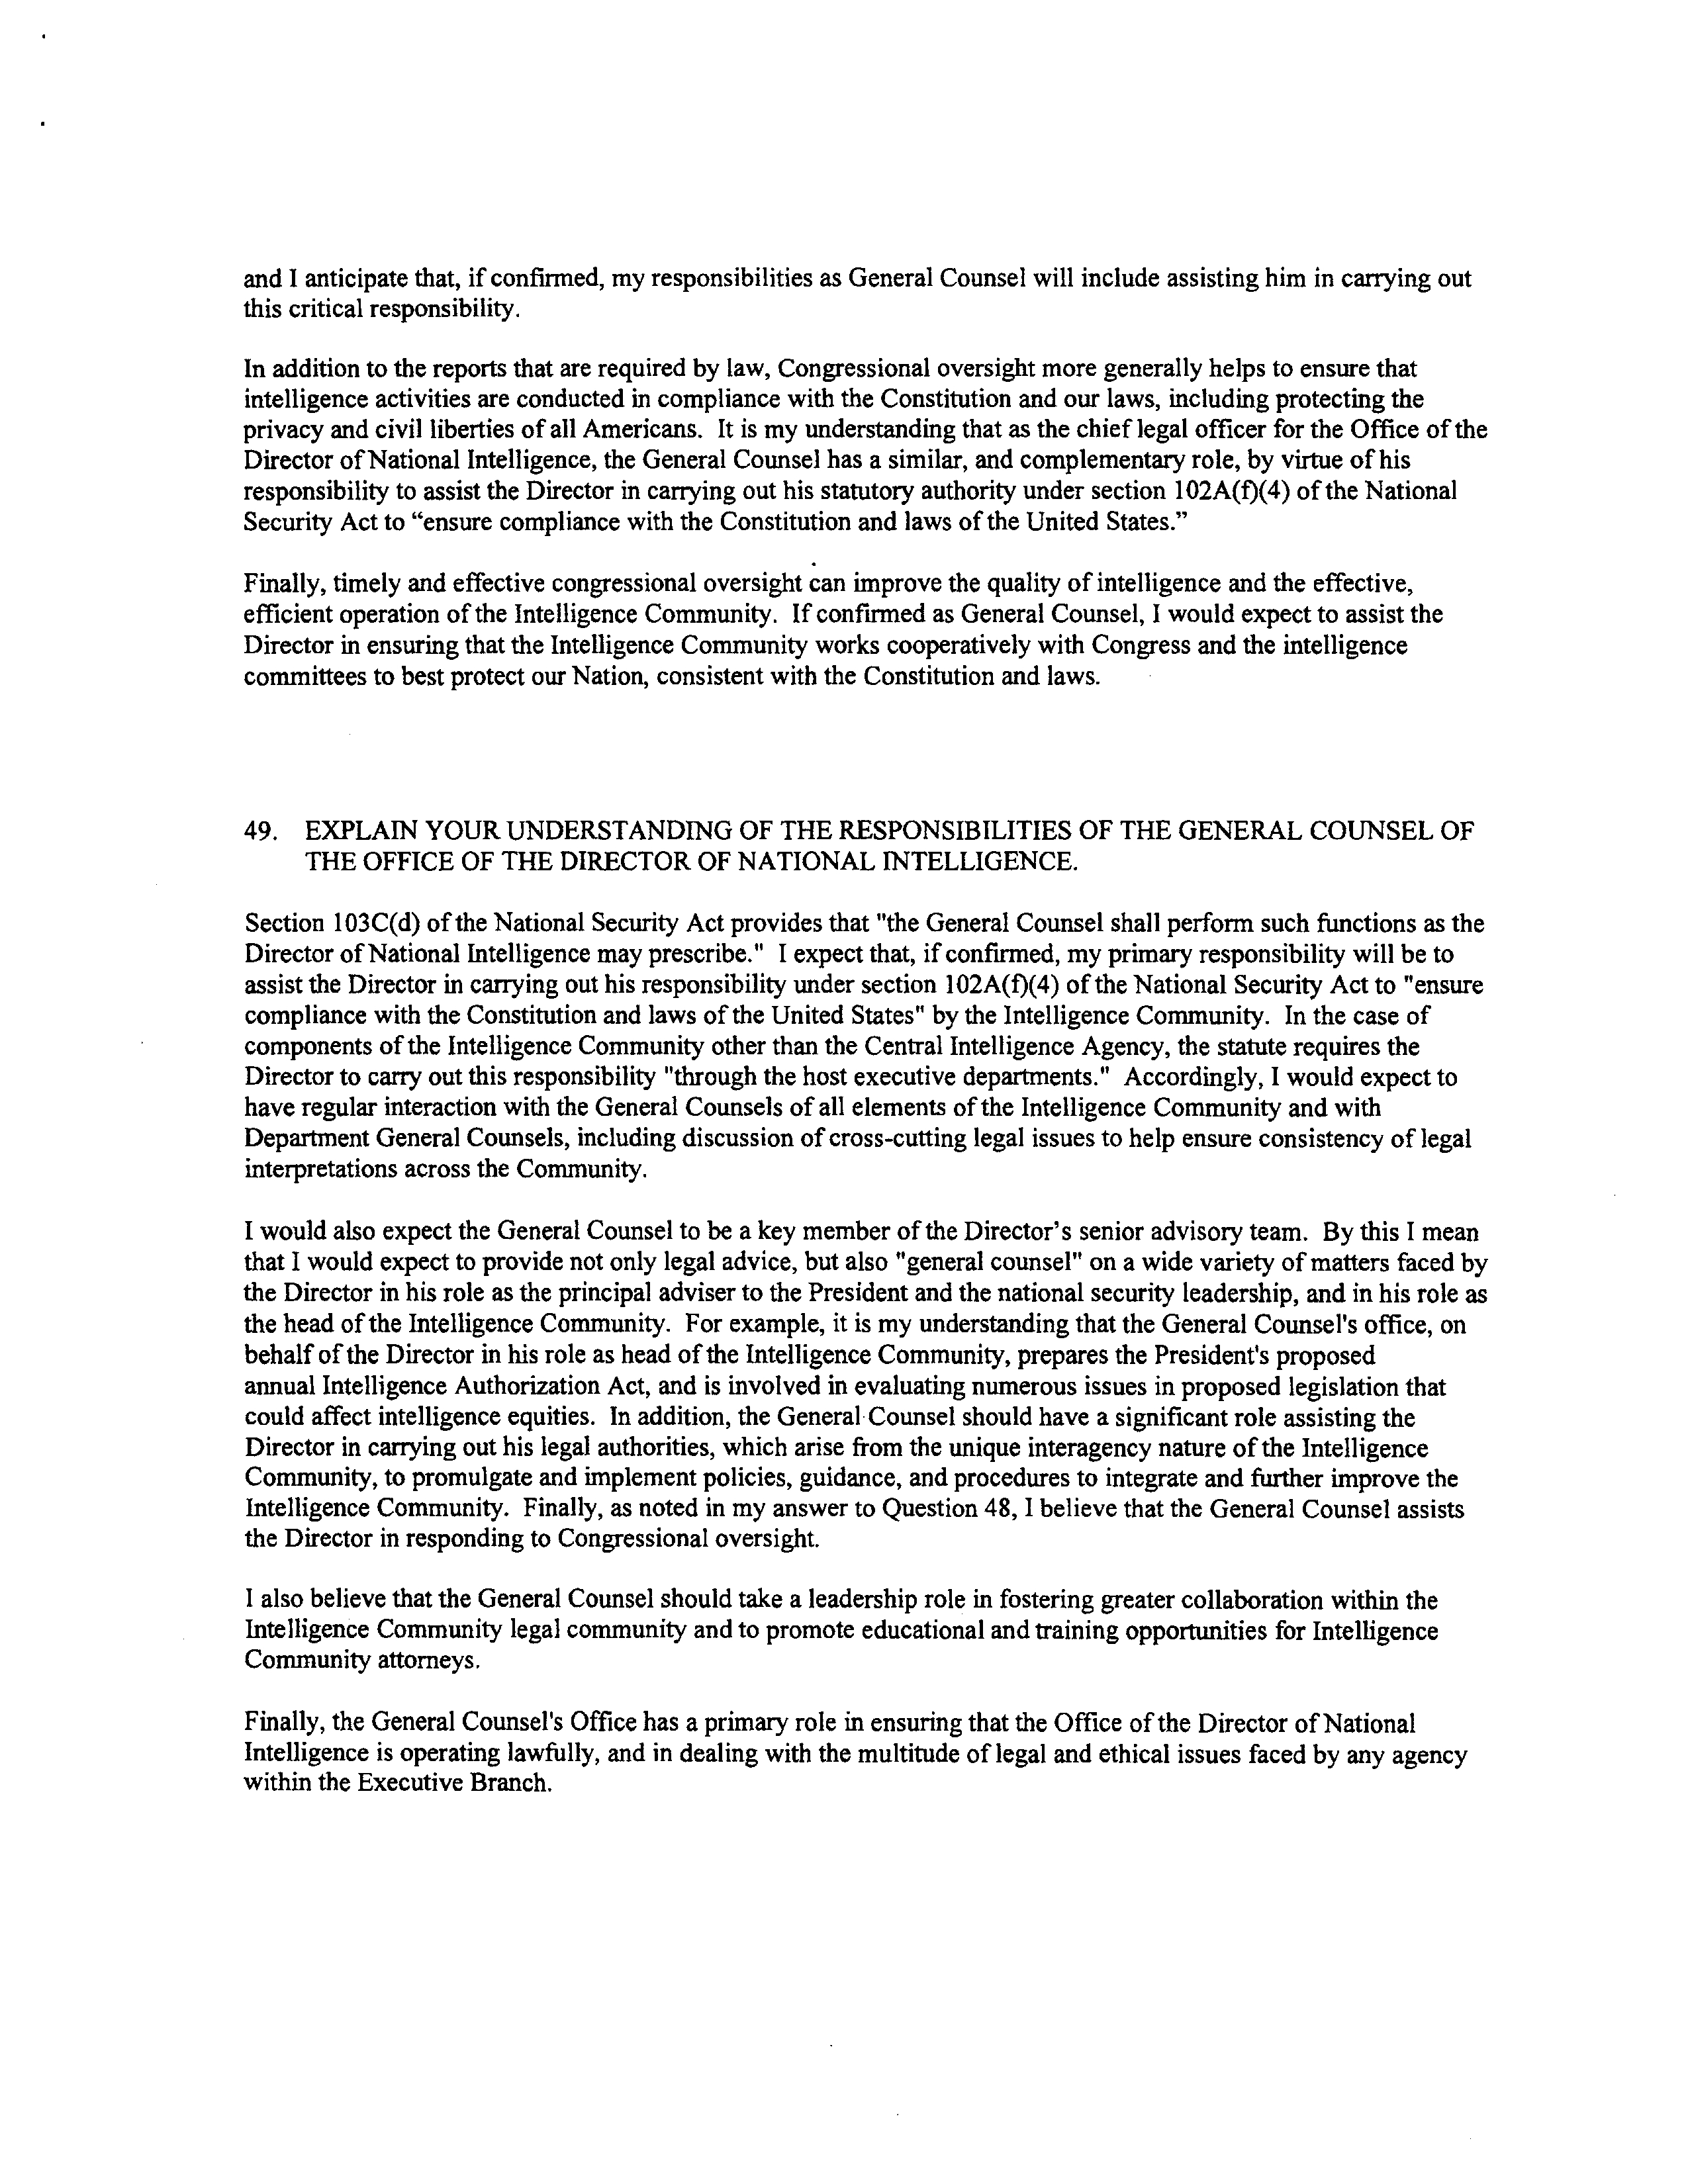 and I anticipate that, if confirmed, my responsibilities as General Counsel will include assisting him in carrying out
this critical responsibility.
In addition to the reports that are required by law, Congressional oversight more generally helps to ensure that
intelligence activities are conducted in compliance with the Constitution and our laws, including protecting the
privacy and civil liberties of all Americans. It is my understanding that as the chief legal officer for the Office of the
Director of National Intelligence, the General Counsel has a similar, and complementary role, by virtue of his
responsibility to assist the Director in carrying out his statutory authority under section 102A(f)(4) of the National
Security Act to “ensure compliance with the Constitution and laws of the United States.”
Finally, timely and effective congressional oversight can improve the quality of intelligence and the effective,
efficient operation of the Intelligence Community. If confirmed as General Counsel, I would expect to assist the
Director in ensuring that the Intelligence Community works cooperatively with Congress and the intelligence
committees to best protect our Nation, consistent with the Constitution and laws.
49. EXPLAIN YOUR UNDERSTANDING OF THE RESPONSIBILITIES OF THE GENERAL COUNSEL OF
THE OFFICE OF THE DIRECTOR OF NATIONAL INTELLIGENCE.
Section 103C(d) of the National Security Act provides that "the General Counsel shall perform such functions as the
Director of National Intelligence may prescribe." I expect that, if confirmed, my primary responsibility will be to
assist the Director in carrying out his responsibility under section 102A(f)(4) of the National Security Act to "ensure
compliance with the Constitution and laws of the United States" by the Intelligence Community. In the case of
components of the Intelligence Community other than the Central Intelligence Agency, the statute requires the
Director to carry out this responsibility "through the host executive departments." Accordingly, I would expect to
have regular interaction with the General Counsels of all elements of the Intelligence Community and with
Department General Counsels, including discussion of cross-cutting legal issues to help ensure consistency of legal
interpretations across the Community.
I would also expect the General Counsel to be a key member of the Director’s senior advisory team. By this I mean
that I would expect to provide not only legal advice, but also "general counsel" on a wide variety of matters faced by
the Director in his role as the principal adviser to the President and the national security leadership, and in his role as
the head of the Intelligence Community. For example, it is my understanding that the General Counsel's office, on
behalf of the Director in his role as head of the Intelligence Community, prepares the President's proposed
annual Intelligence Authorization Act, and is involved in evaluating numerous issues in proposed legislation that
could affect intelligence equities. In addition, the General Counsel should have a significant role assisting the
Director in carrying out his legal authorities, which arise from the unique interagency nature of the Intelligence
Community, to promulgate and implement policies, guidance, and procedures to integrate and further improve the
Intelligence Community. Finally, as noted in my answer to Question 48, I believe that the General Counsel assists
the Director in responding to Congressional oversight.
I also believe that the General Counsel should take a leadership role in fostering greater collaboration within the
Intelligence Community legal community and to promote educational and training opportunities for Intelligence
Community attorneys.
Finally, the General Counsel's Office has a primary role in ensuring that the Office of the Director of National
Intelligence is operating lawfully, and in dealing with the multitude of legal and ethical issues faced by any agency
within the Executive Branch.